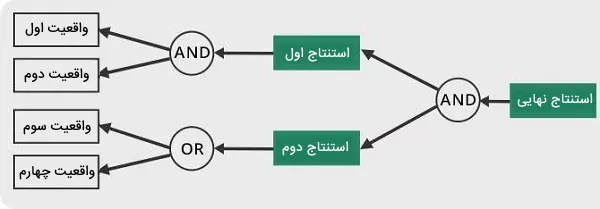 استنتاج نهایی
AND
استنتاج اول
استنتاج دوم
AND
OR
واقعیت اول
واقعیت دوم
واقعیت سوم
واقعیت چهارم